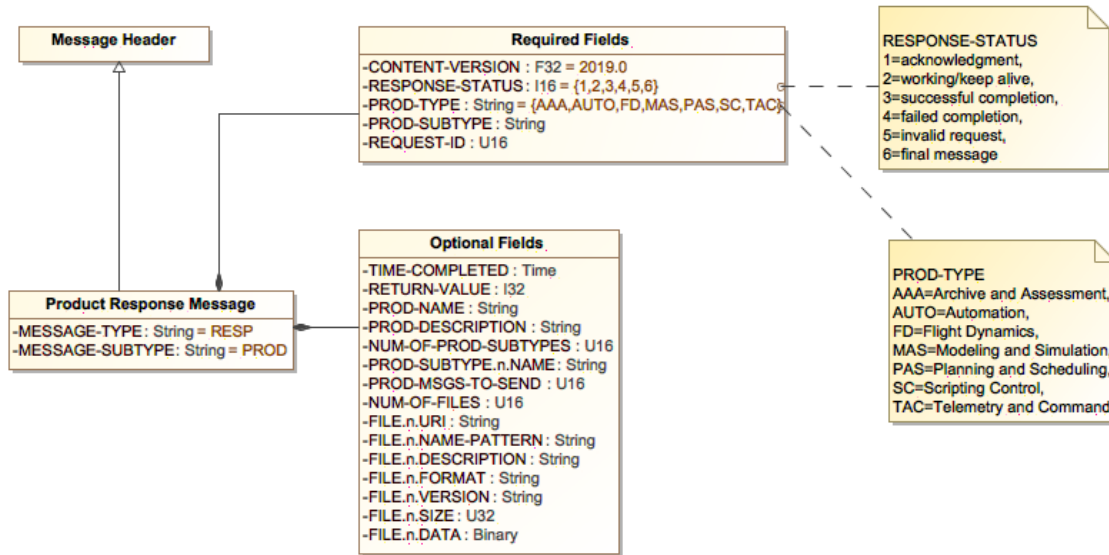 Message Header
Required Fields
-CONTENT-VERSION : F32 = 2019.0
-RESPONSE-STATUS : I16 = {1,2,3,4,5,6}
-PROD-TYPE : String = {AAA,AUTO,FD,MAS,PAS,SC,TAC}
-PROD-SUBTYPE : String
-REQUEST-ID : U16
RESPONSE-STATUS
1=acknowledgment,
2=working/keep alive,
3=successful completion,
4=failed completion,
5=invalid request,
6=final message
Optional Fields
-TIME-COMPLETED : Time
-RETURN-VALUE : I32
-PROD-NAME : String
-PROD-DESCRIPTION : String
-NUM-OF-PROD-SUBTYPES : U16
-PROD-SUBTYPE.n.NAME : String
-PROD-MSGS-TO-SEND : U16
-NUM-OF-FILES : U16
-FILE.n.URI : String
-FILE.n.NAME-PATTERN : String
-FILE.n.DESCRIPTION : String
-FILE.n.FORMAT : String
-FILE.n.VERSION : String
-FILE.n.SIZE : U32
-FILE.n.DATA : Binary
Product Response Message
-MESSAGE-TYPE : String = RESP
-MESSAGE-SUBTYPE : String = PROD
PROD-TYPE
AAA=Archive and Assessment,
AUTO=Automation,
FD=Flight Dynamics,
MAS=Modeling and Simulation,
PAS=Planning and Scheduling,
SC=Scripting Control,
TAC=Telemetry and Command